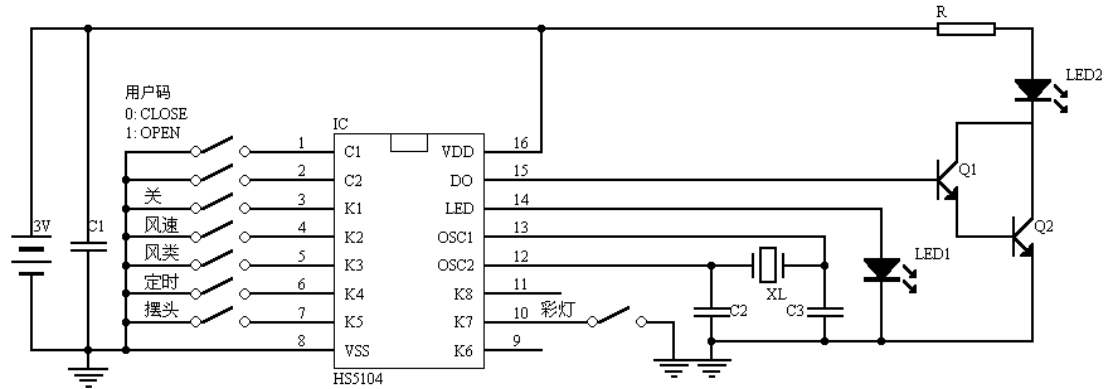 R
LED2
用户码
0: CLOSE
1: OPEN
IC
1 C1 VDD 16
2 C2 DO 15 Q1
关 3 K1 LED 14
3V C1 风速 4 K2 OSC1 13 Q2
风类 5 K3 OSC2 12 LED1
定时 6 K4 K8 11 XL
摆头 7 K5 K7 10 彩灯 C2 C3
8 VSS K6 9
HS5104